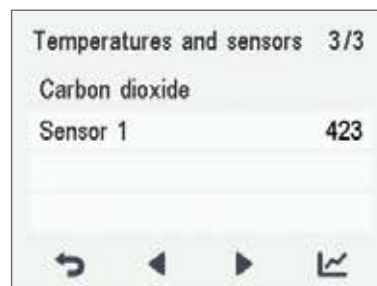 Temperatures and sensors 3/3
Carbon dioxide
Sensor 1 423